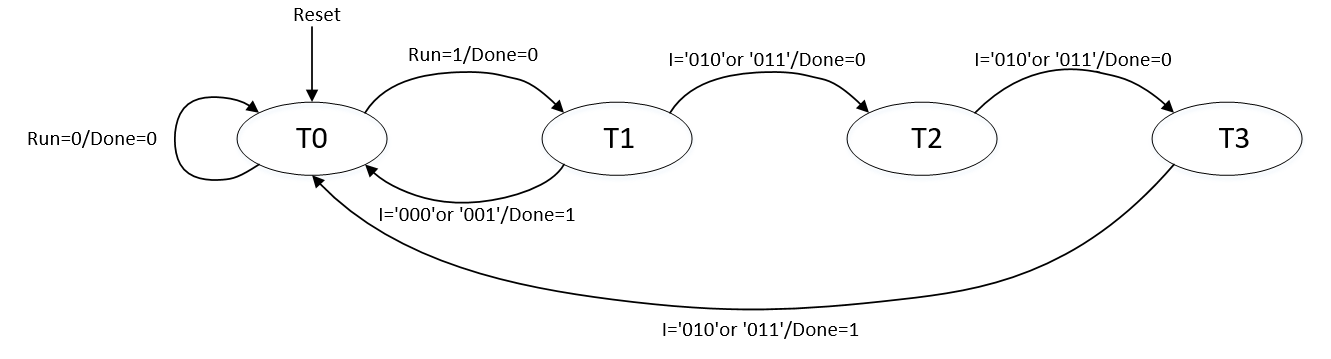 Reset
Run=1/Done=0
I='010'or '011'/Done=0
I='010'or '011'/Done=0
Run=0/Done=0
T0
T1
T2
T3
I='000'or '001'/Done=1
I='010'or '011'/Done=1